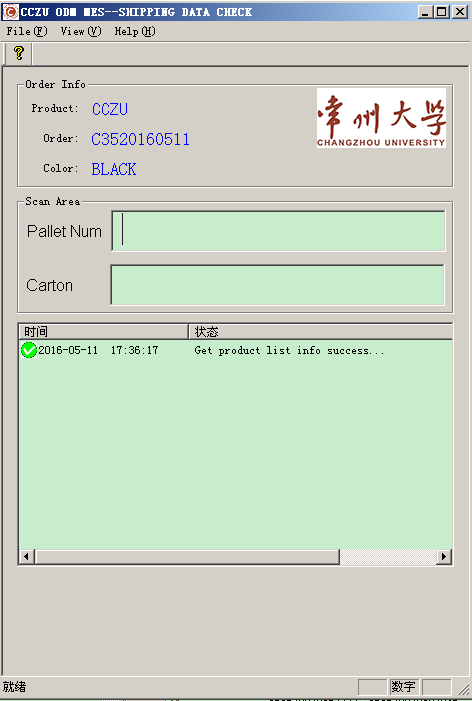 CCZU ODM MES--SHIPPING DATA CHECK
File(F) View(V) Help(H)
Order Info
Product: CCZU
常州大学
CHANGZHOU UNIVERSITY
Order: C3520160511
Color: BLACK
Scan Area
Pallet Num
Carton
时间 状态
2016-05-11 17:36:17 Get product list info success...
就绪 数字